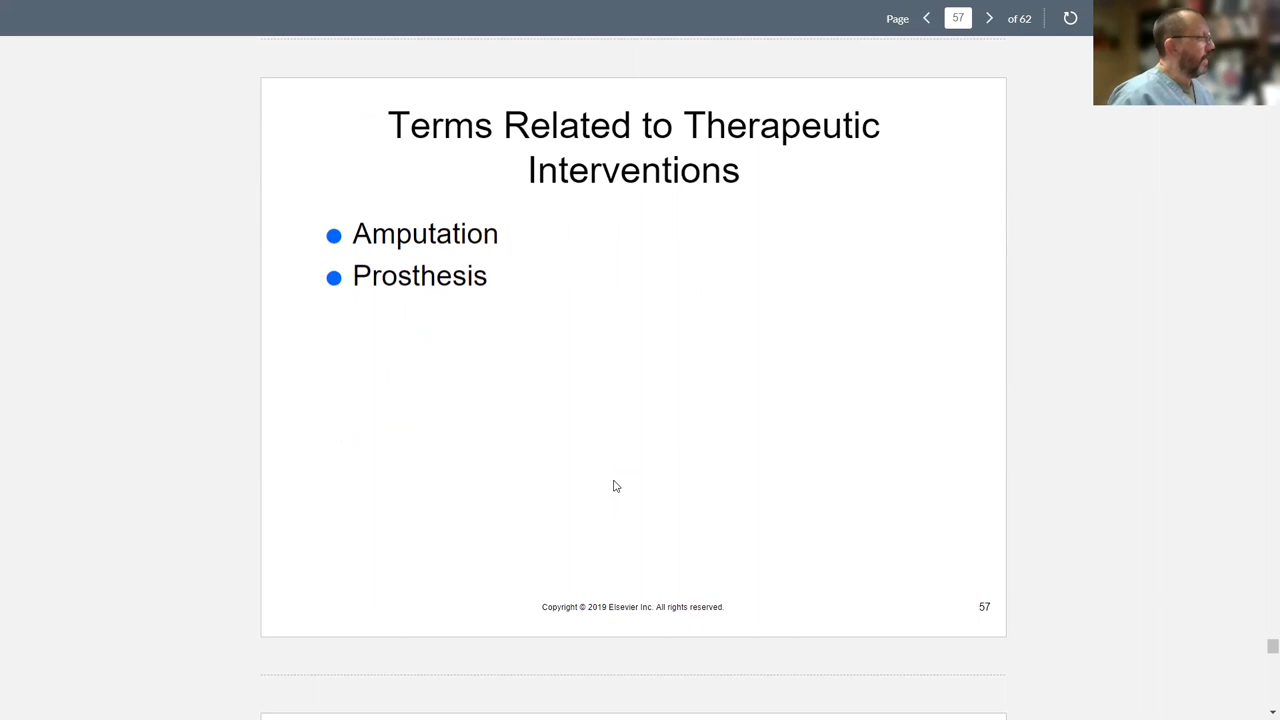 Page 57 of 62
Terms Related to Therapeutic
Interventions
Amputation
Prosthesis
Copyright © 2019 Elsevier Inc. All rights reserved.
57